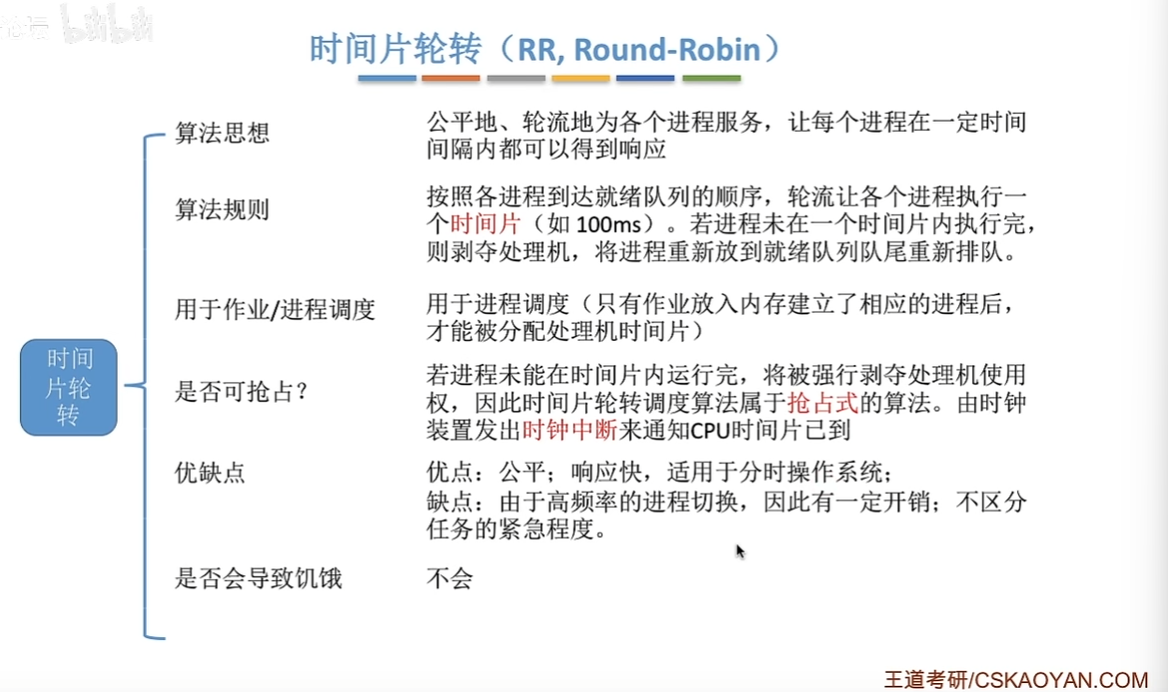 bilibili
时间片轮转（RR, Round-Robin）
算法思想
公平地、轮流地为各个进程服务，让每个进程在一定时间
间隔内都可以得到响应
算法规则
按照各进程到达就绪队列的顺序，轮流让各个进程执行一
个时间片（如 100ms）。若进程未在一个时间片内执行完，
则剥夺处理机，将进程重新放到就绪队列队尾重新排队。
用于作业/进程调度
用于进程调度（只有作业放入内存建立了相应的进程后，
才能被分配处理机时间片）
时间
片轮
转
是否可抢占？
若进程未能在时间片内运行完，将被强行剥夺处理机使用
权，因此时间片轮转调度算法属于抢占式的算法。由时钟
装置发出时钟中断来通知CPU时间片已到
优缺点
优点：公平；响应快，适用于分时操作系统；
缺点：由于高频率的进程切换，因此有一定开销；不区分
任务的紧急程度。
是否会导致饥饿
不会
王道考研/CSKAOYAN.COM